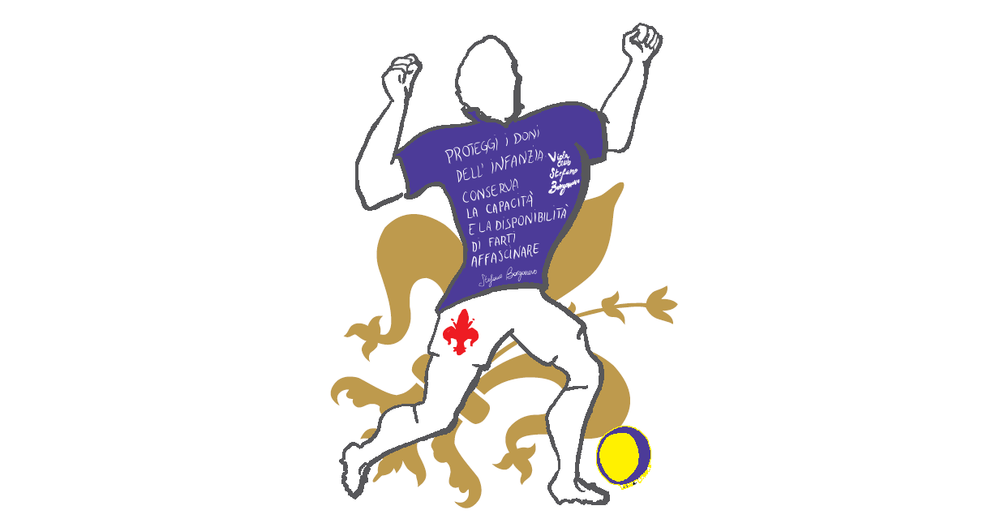 PROTEGGi i DONi
DELL' iNFANZiA
CONSERVA
LA CAPACiTÀ
E LA DiSPONiBiLiTÀ
Di FARTi
AFFASCiNARE
Stefano Borgonovo
Viola
Club
Stefano
Borgonovo